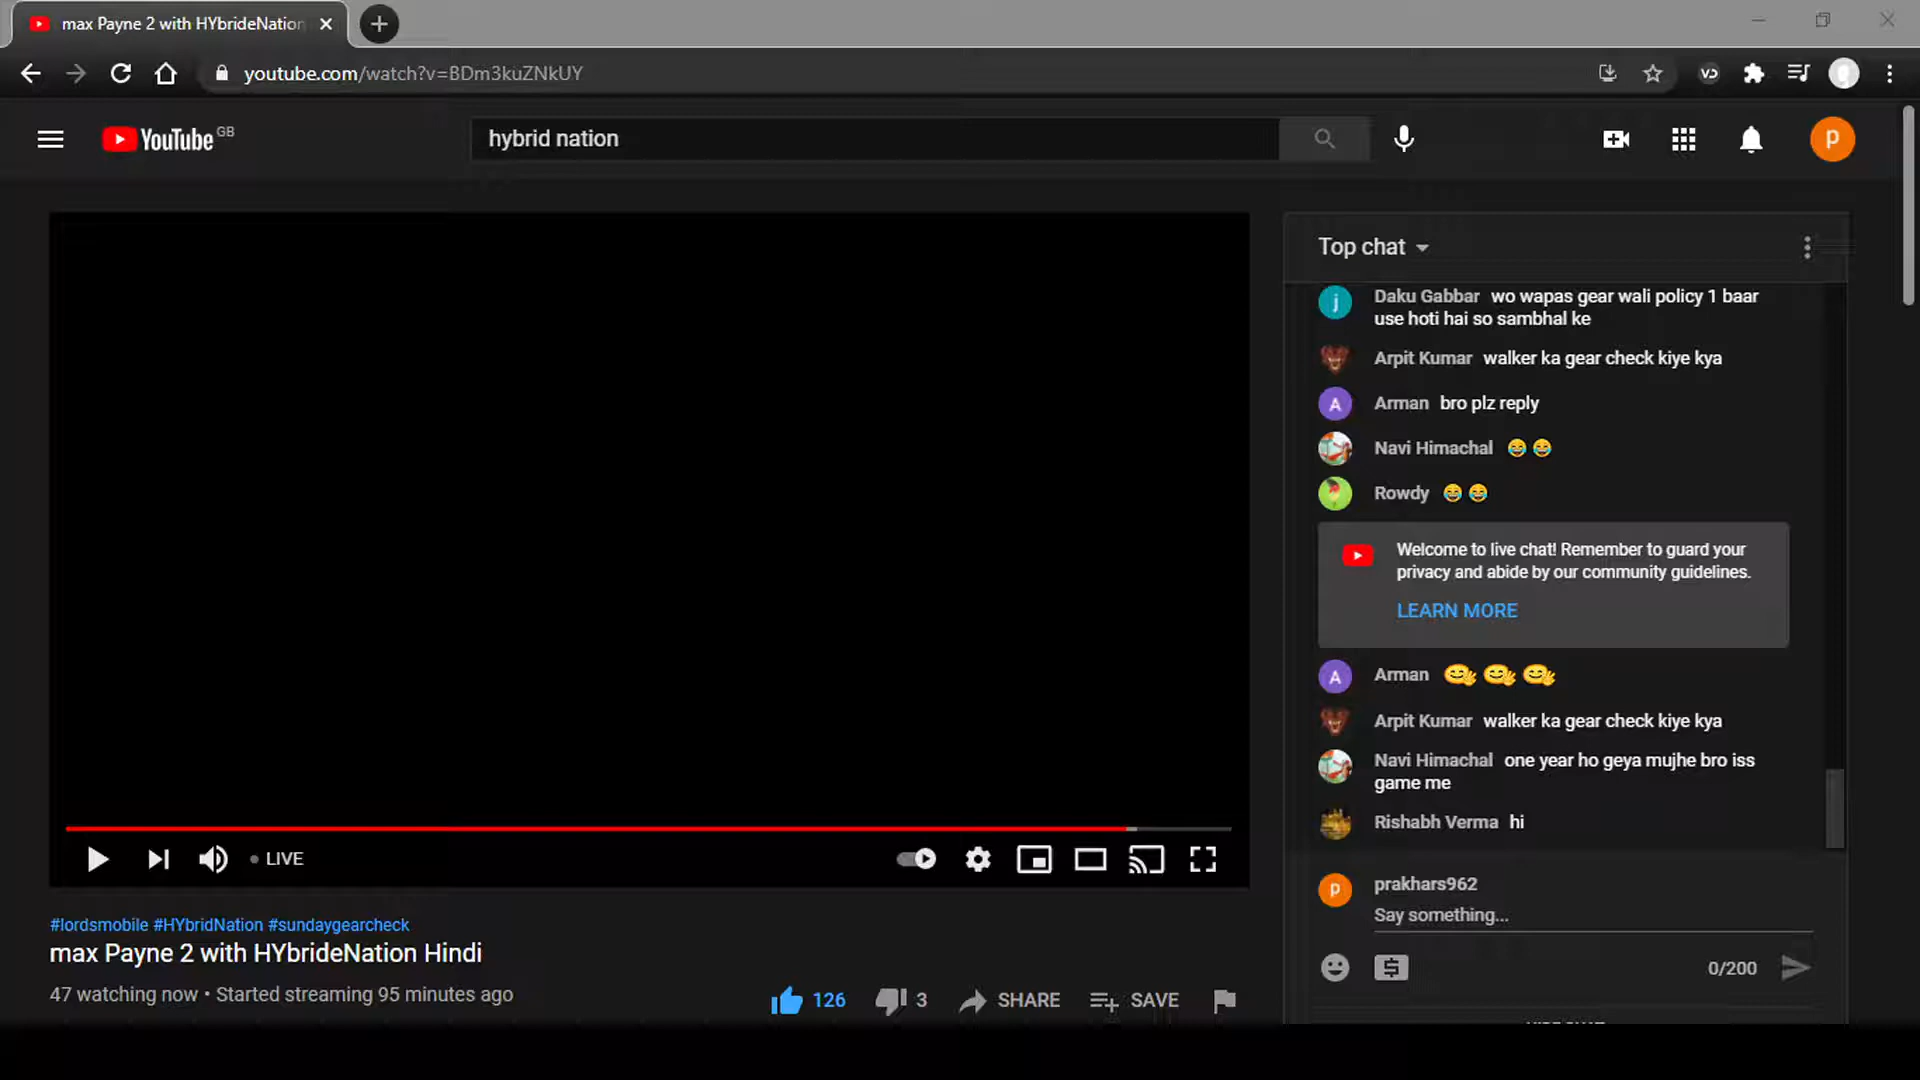 max Payne 2 with HYbrideNation
youtube.com/watch?v=BDm3kuZNkUY
YouTube GB
hybrid nation
P
Top chat
Daku Gabbar wo wapas gear wali policy 1 baar
use hoti hai so sambhal ke
Arpit Kumar walker ka gear check kiye kya
Arman bro plz reply
Navi Himachal 😂 😂
Rowdy 😂 😂
Welcome to live chat! Remember to guard your
privacy and abide by our community guidelines.
LEARN MORE
Arman
Arpit Kumar walker ka gear check kiye kya
Navi Himachal one year ho geya mujhe bro iss
game me
Rishabh Verma hi
prakhars962
Say something...
0/200
LIVE
#lordsmobile #HYbridNation #sundaygearcheck
max Payne 2 with HYbrideNation Hindi
47 watching now • Started streaming 95 minutes ago
126 3 SHARE SAVE